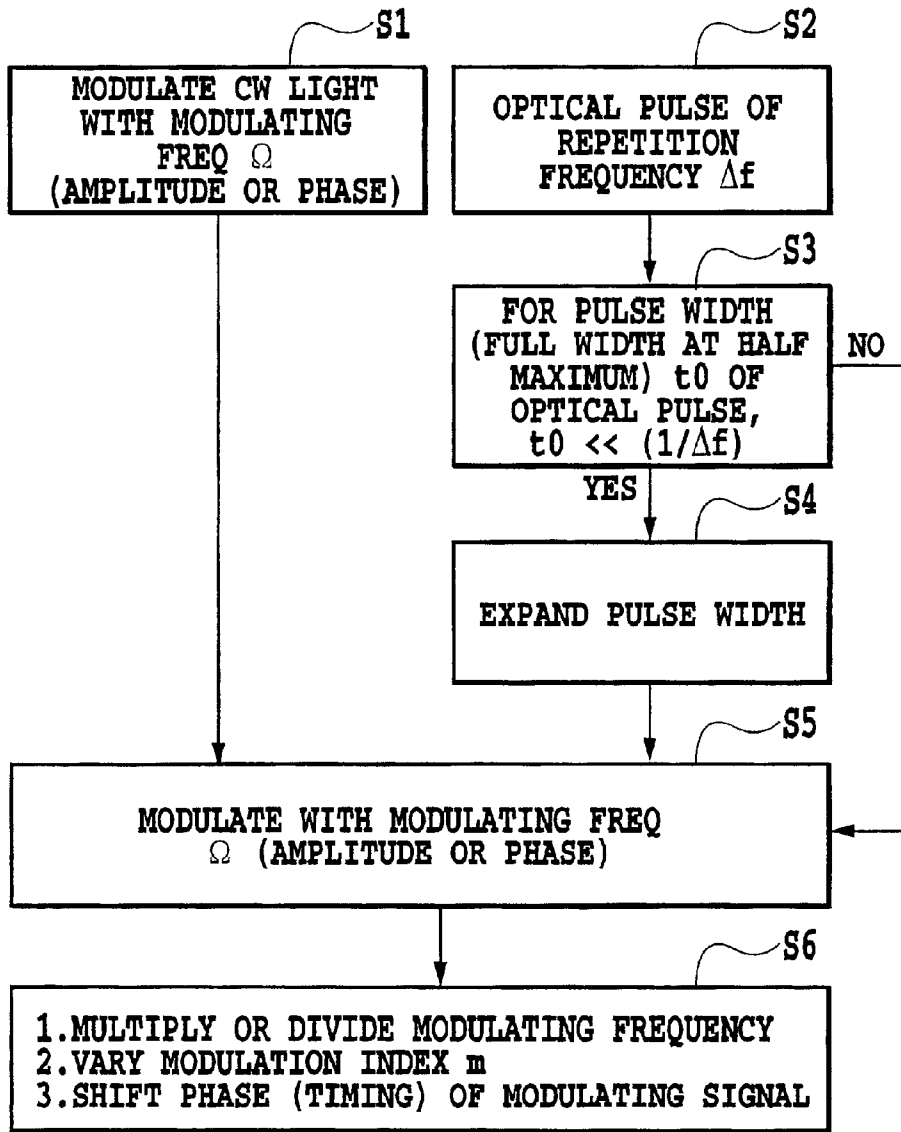 S1
MODULATE CW LIGHT
WITH MODULATING
FREQ Ω
(AMPLITUDE OR PHASE)
S2
OPTICAL PULSE OF
REPETITION
FREQUENCY Δf
S3
FOR PULSE WIDTH
(FULL WIDTH AT HALF
MAXIMUM) t0 OF
OPTICAL PULSE,
t0 << (1/Δf)
NO
YES
S4
EXPAND PULSE WIDTH
S5
MODULATE WITH MODULATING FREQ
Ω (AMPLITUDE OR PHASE)
S6
1.MULTIPLY OR DIVIDE MODULATING FREQUENCY
2.VARY MODULATION INDEX m
3.SHIFT PHASE (TIMING) OF MODULATING SIGNAL